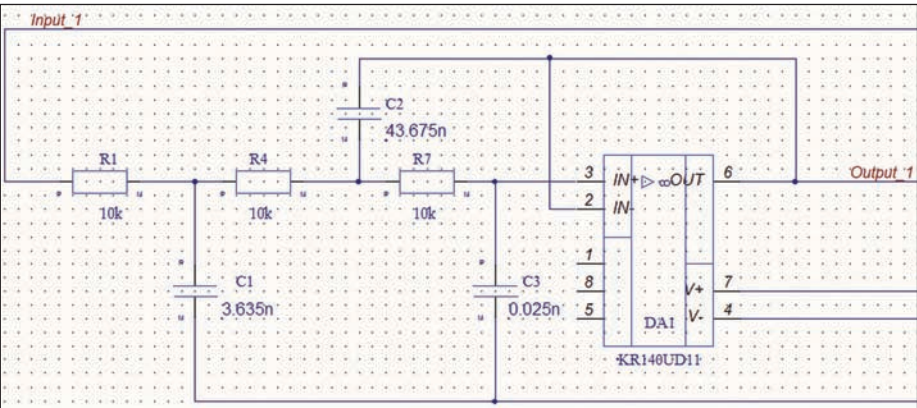 Input_1
C2
43.675n
R1
R4
R7
10k
10k
10k
3
IN+
∞OUT
6
Output_1
2
IN-
C1
3.635n
C3
0.025n
1
8
5
V+
7
V-
4
DA1
KR140UD11